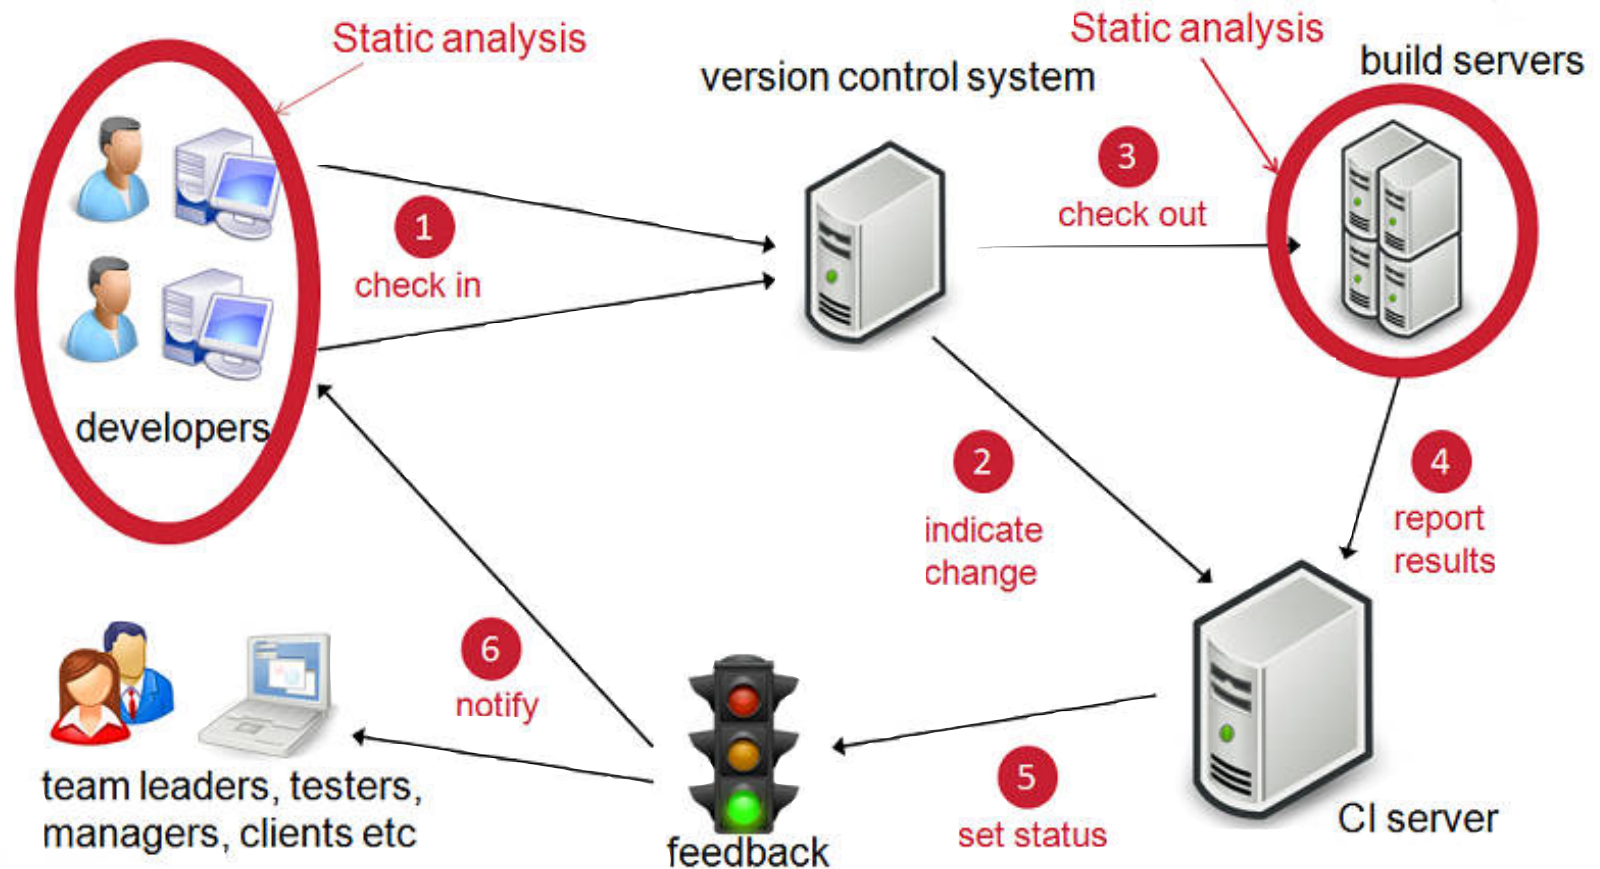 Static analysis
Static analysis
version control system
build servers
3
check out
1
check in
developers
2
indicate
change
4
report
results
6
notify
team leaders, testers,
managers, clients etc
5
set status
CI server
feedback